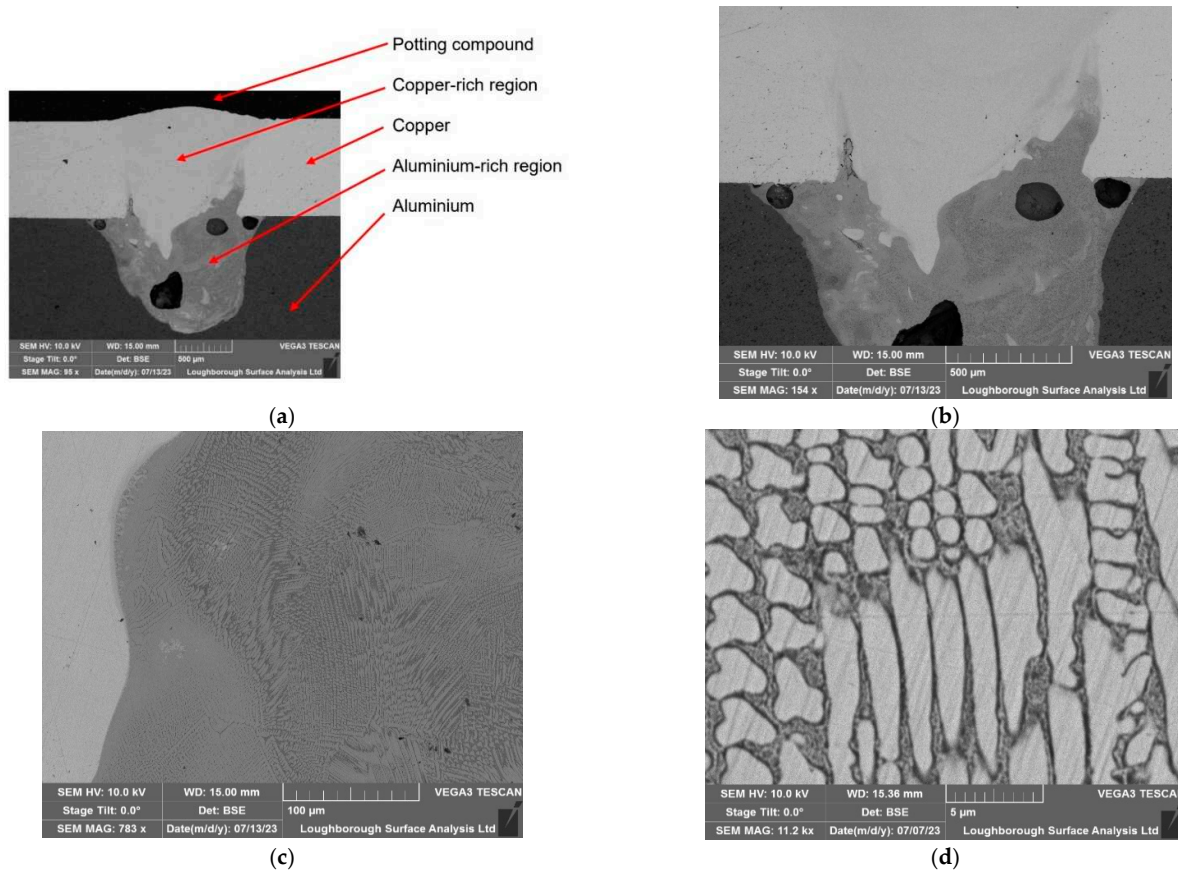 Potting compound
Copper-rich region
Copper
Aluminium-rich region
Aluminium
SEM HV: 10.0 kV WD: 15.00 mm VEGA3 TESCAN
Stage Tilt: 0.0° Det: BSE 500 µm
SEM MAG: 95 x Date(m/d/y): 07/13/23 Loughborough Surface Analysis Ltd
(a)
SEM HV: 10.0 kV WD: 15.00 mm VEGA3 TESCAN
Stage Tilt: 0.0° Det: BSE 500 µm
SEM MAG: 154 x Date(m/d/y): 07/13/23 Loughborough Surface Analysis Ltd
(b)
SEM HV: 10.0 kV WD: 15.00 mm VEGA3 TESCAN
Stage Tilt: 0.0° Det: BSE 100 µm
SEM MAG: 783 x Date(m/d/y): 07/13/23 Loughborough Surface Analysis Ltd
(c)
SEM HV: 10.0 kV WD: 15.36 mm VEGA3 TESCAN
Stage Tilt: 0.0° Det: BSE 5 µm
SEM MAG: 11.2 kx Date(m/d/y): 07/07/23 Loughborough Surface Analysis Ltd
(d)